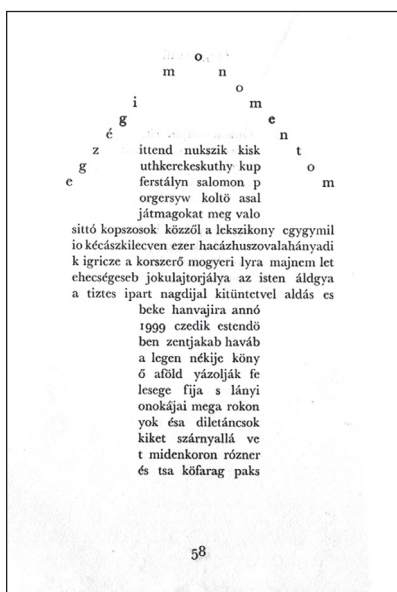 e g z é g i m o n o m e n t o m
ittend nukszik kisk
uthkerekeskuthy kup
ferstályn salomon p
orgersyw koltö asal
játmagokat meg valo
sittó kopszosok közzől a lekszikony egygymil
io kécászkilecven ezer hacázhuszovalahányadi
k igricze a korszerő mogyeri lyra majnem let
ehecségeseb jokulajtorjálya az isten áldgya
a tiztes ipart nagdijal kitüntetvel aldás es
beke hanvajira annó
1999 czedik estendö
ben zentjakab haváb
a legen nékije köny
ő aföld yázolják fe
lesege fija s lányi
onokájai mega rokon
yok ésa diletáncsok
kiket szárnyallá ve
t midenkoron rózner
és tsa köfarag paks
58